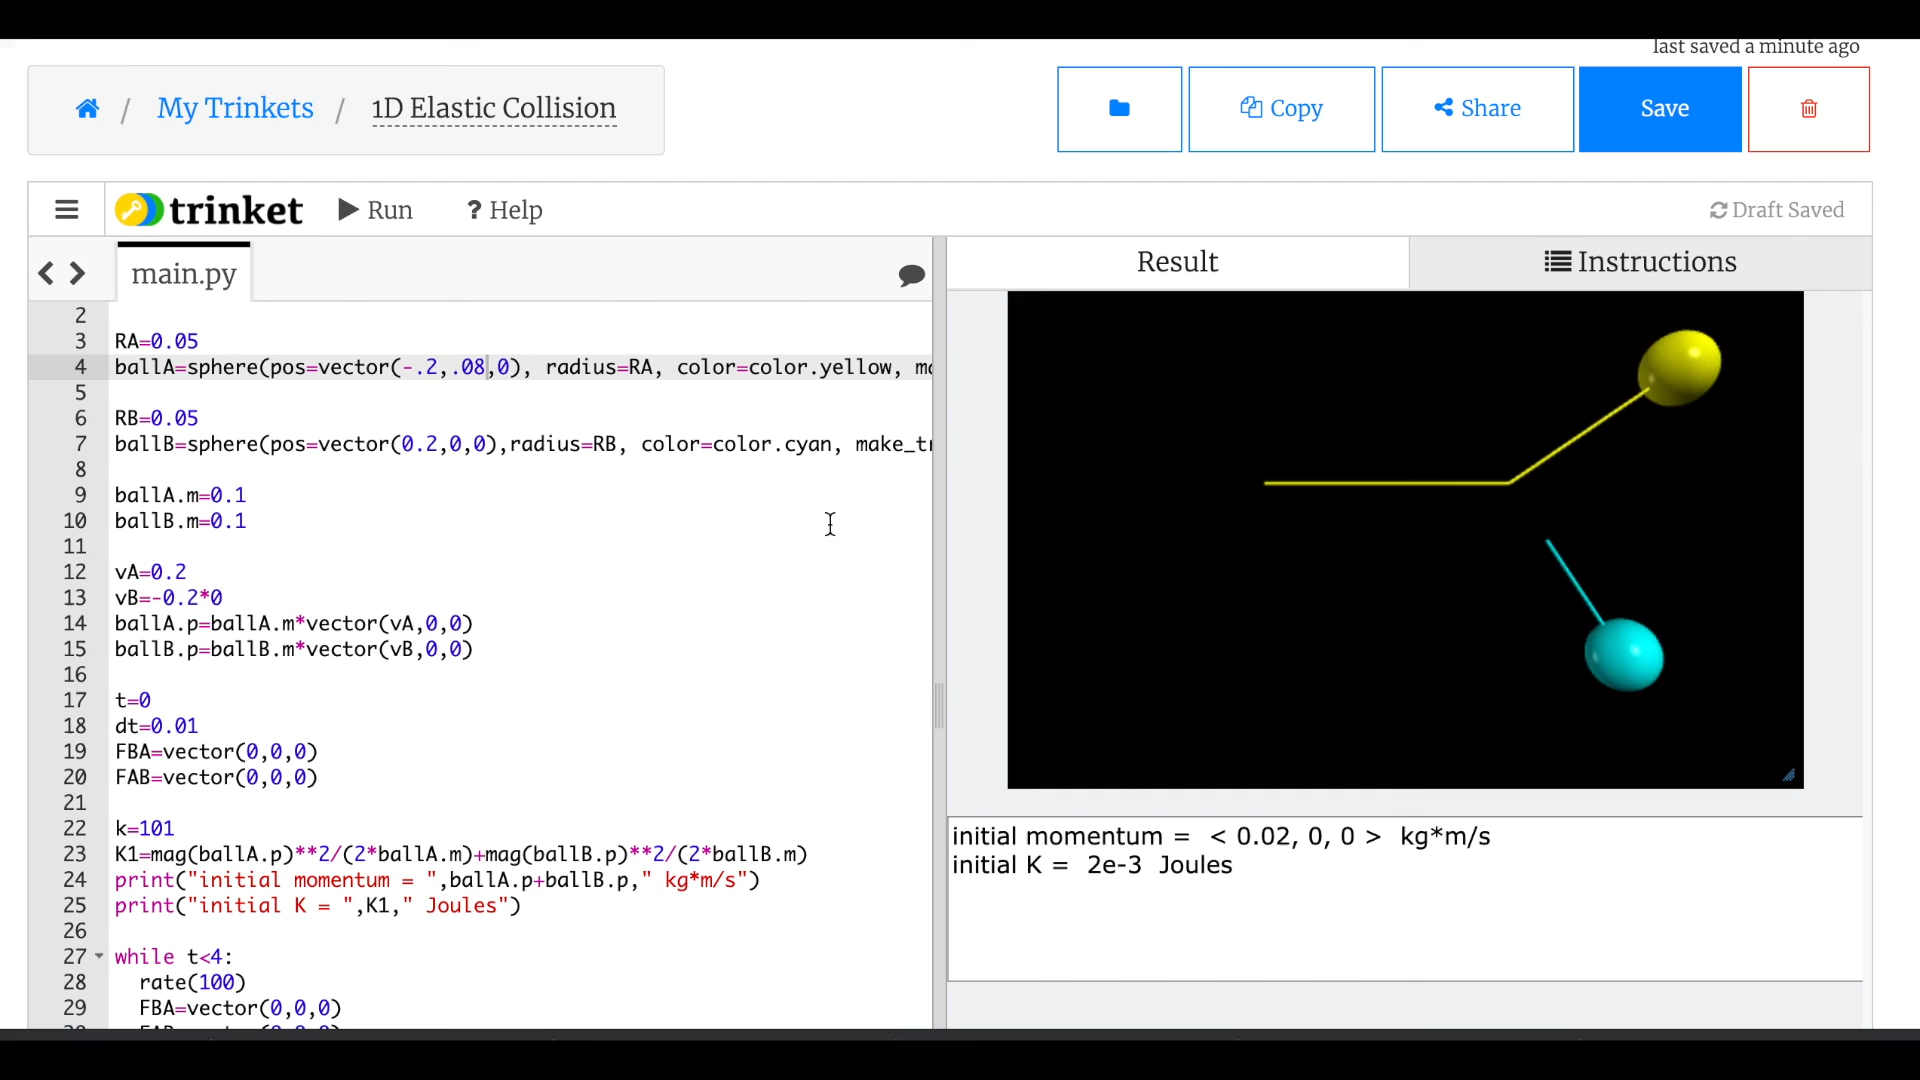 last saved a minute ago
/ My Trinkets / 1D Elastic Collision
Copy
Share
Save
trinket
Run
? Help
Draft Saved
main.py
Result
Instructions
2
3 RA=0.05
4 ballA=sphere(pos=vector(-.2,.08,0), radius=RA, color=color.yellow, m
5
6 RB=0.05
7 ballB=sphere(pos=vector(0.2,0,0),radius=RB, color=color.cyan, make_tr
8
9 ballA.m=0.1
10 ballB.m=0.1
11
12 vA=0.2
13 vB=-0.2*0
14 ballA.p=ballA.m*vector(vA,0,0)
15 ballB.p=ballB.m*vector(vB,0,0)
16
17 t=0
18 dt=0.01
19 FBA=vector(0,0,0)
20 FAB=vector(0,0,0)
21
22 k=101
23 K1=mag(ballA.p)**2/(2*ballA.m)+mag(ballB.p)**2/(2*ballB.m)
24 print("initial momentum = ",ballA.p+ballB.p," kg*m/s")
25 print("initial K = ",K1," Joules")
26
27 while t<4:
28 rate(100)
29 FBA=vector(0,0,0)
initial momentum = < 0.02, 0, 0 > kg*m/s
initial K = 2e-3 Joules